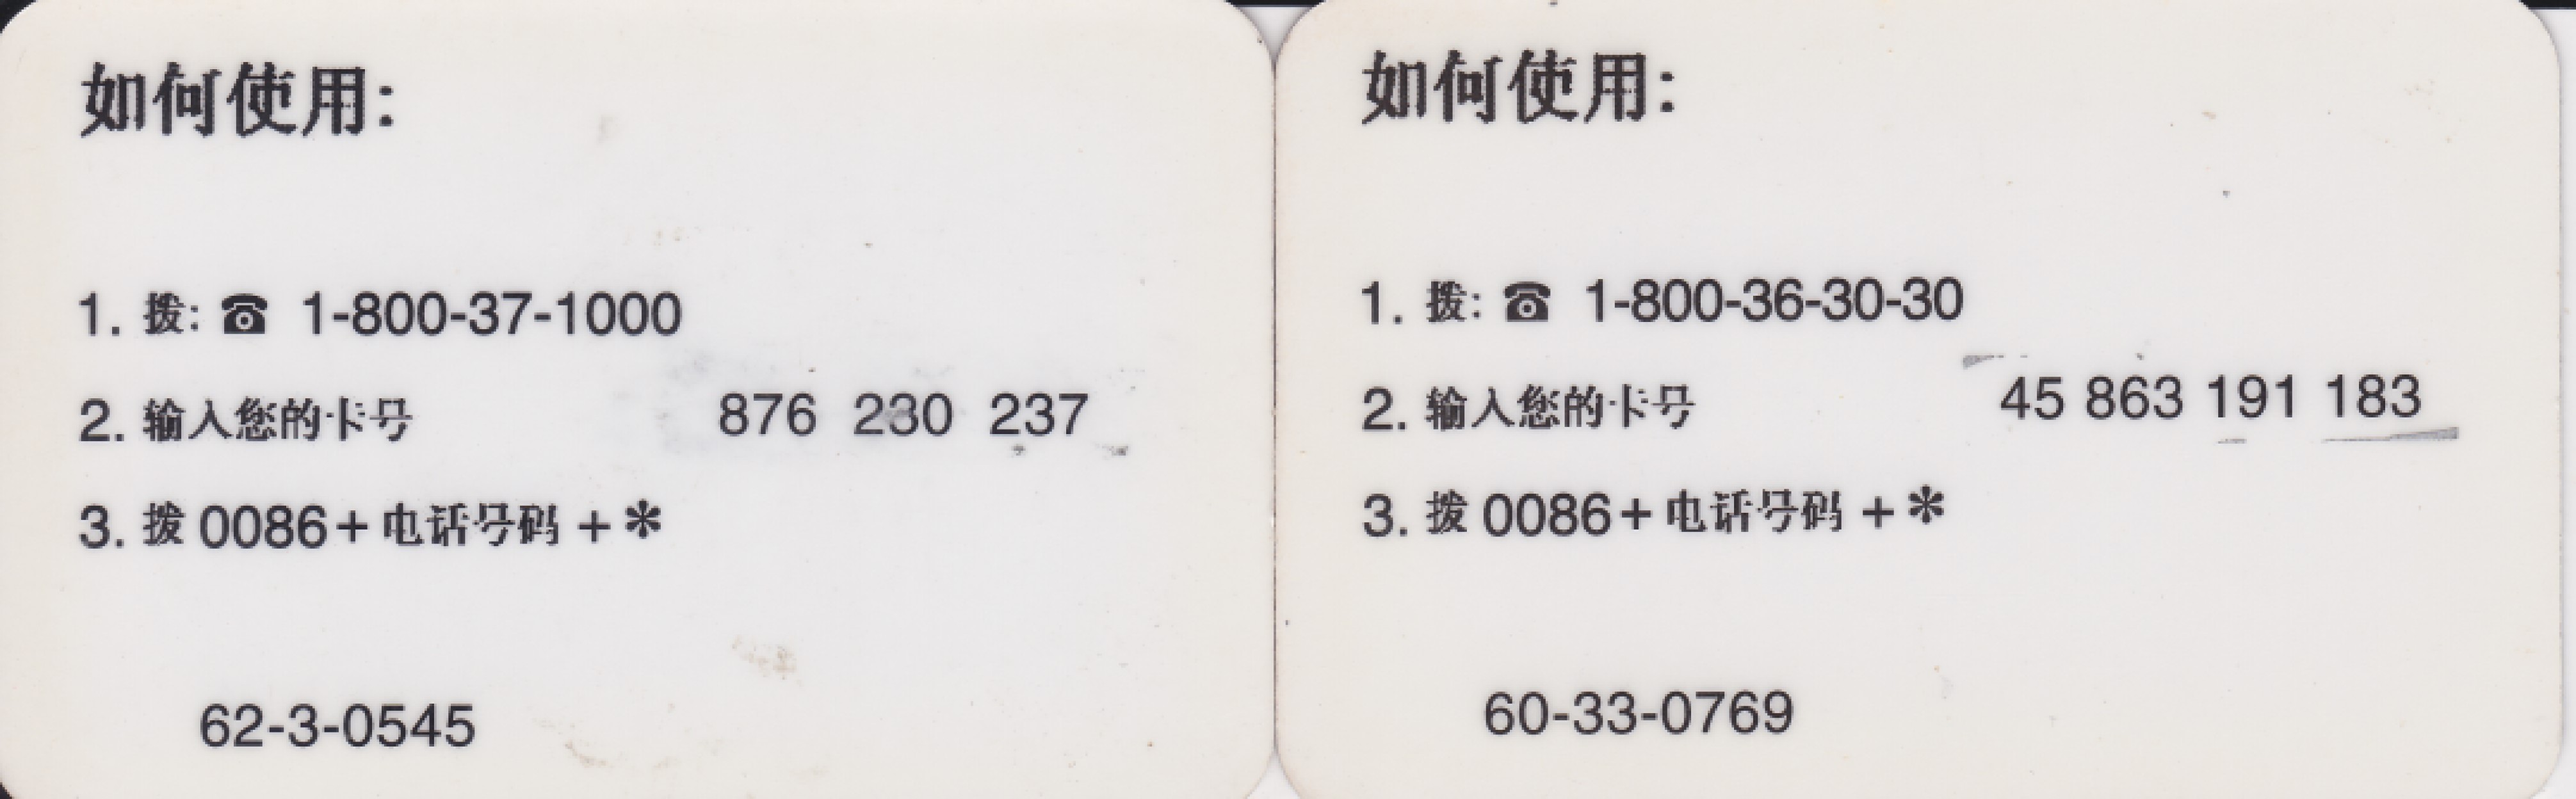 如何使用:
1. 拨: ☎ 1-800-37-1000
2. 输入您的卡号 876 230 237
3. 拨 0086+电话号码 +*
62-3-0545
如何使用:
1. 拨: ☎ 1-800-36-30-30
2. 输入您的卡号 45 863 191 183
3. 拨 0086+电话号码 +*
60-33-0769